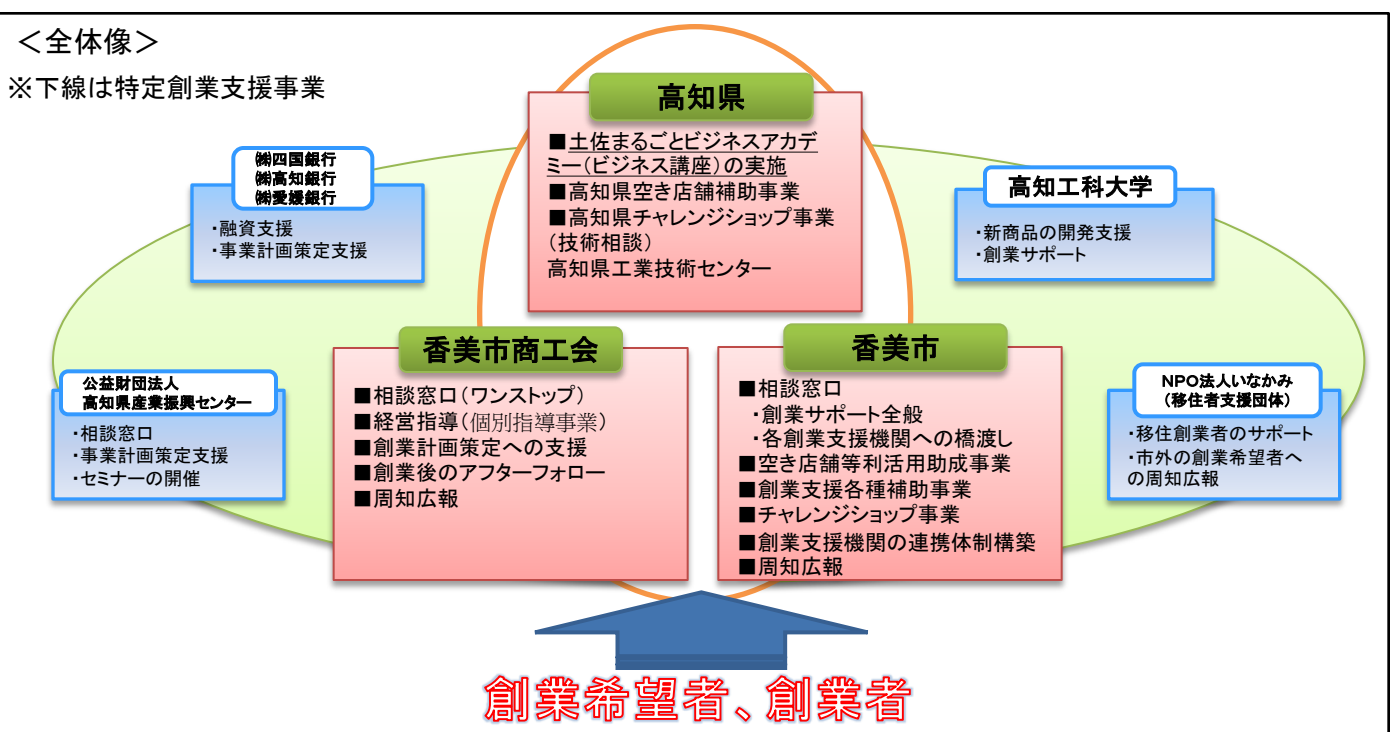 ＜全体像＞
※下線は特定創業支援事業
高知県
■土佐まるごとビジネスアカデ
ミー(ビジネス講座)の実施
■高知県空き店舗補助事業
■高知県チャレンジショップ事業
(技術相談)
高知県工業技術センター
㈱四国銀行
㈱高知銀行
㈱愛媛銀行
・融資支援
・事業計画策定支援
高知工科大学
・新商品の開発支援
・創業サポート
香美市商工会
■相談窓口(ワンストップ)
■経営指導(個別指導事業)
■創業計画策定への支援
■創業後のアフターフォロー
■周知広報
香美市
■相談窓口
・創業サポート全般
・各創業支援機関への橋渡し
■空き店舗等利活用助成事業
■創業支援各種補助事業
■チャレンジショップ事業
■創業支援機関の連携体制構築
■周知広報
公益財団法人
高知県産業振興センター
・相談窓口
・事業計画策定支援
・セミナーの開催
NPO法人いなかみ
(移住者支援団体)
・移住創業者のサポート
・市外の創業希望者へ
の周知広報
創業希望者、創業者